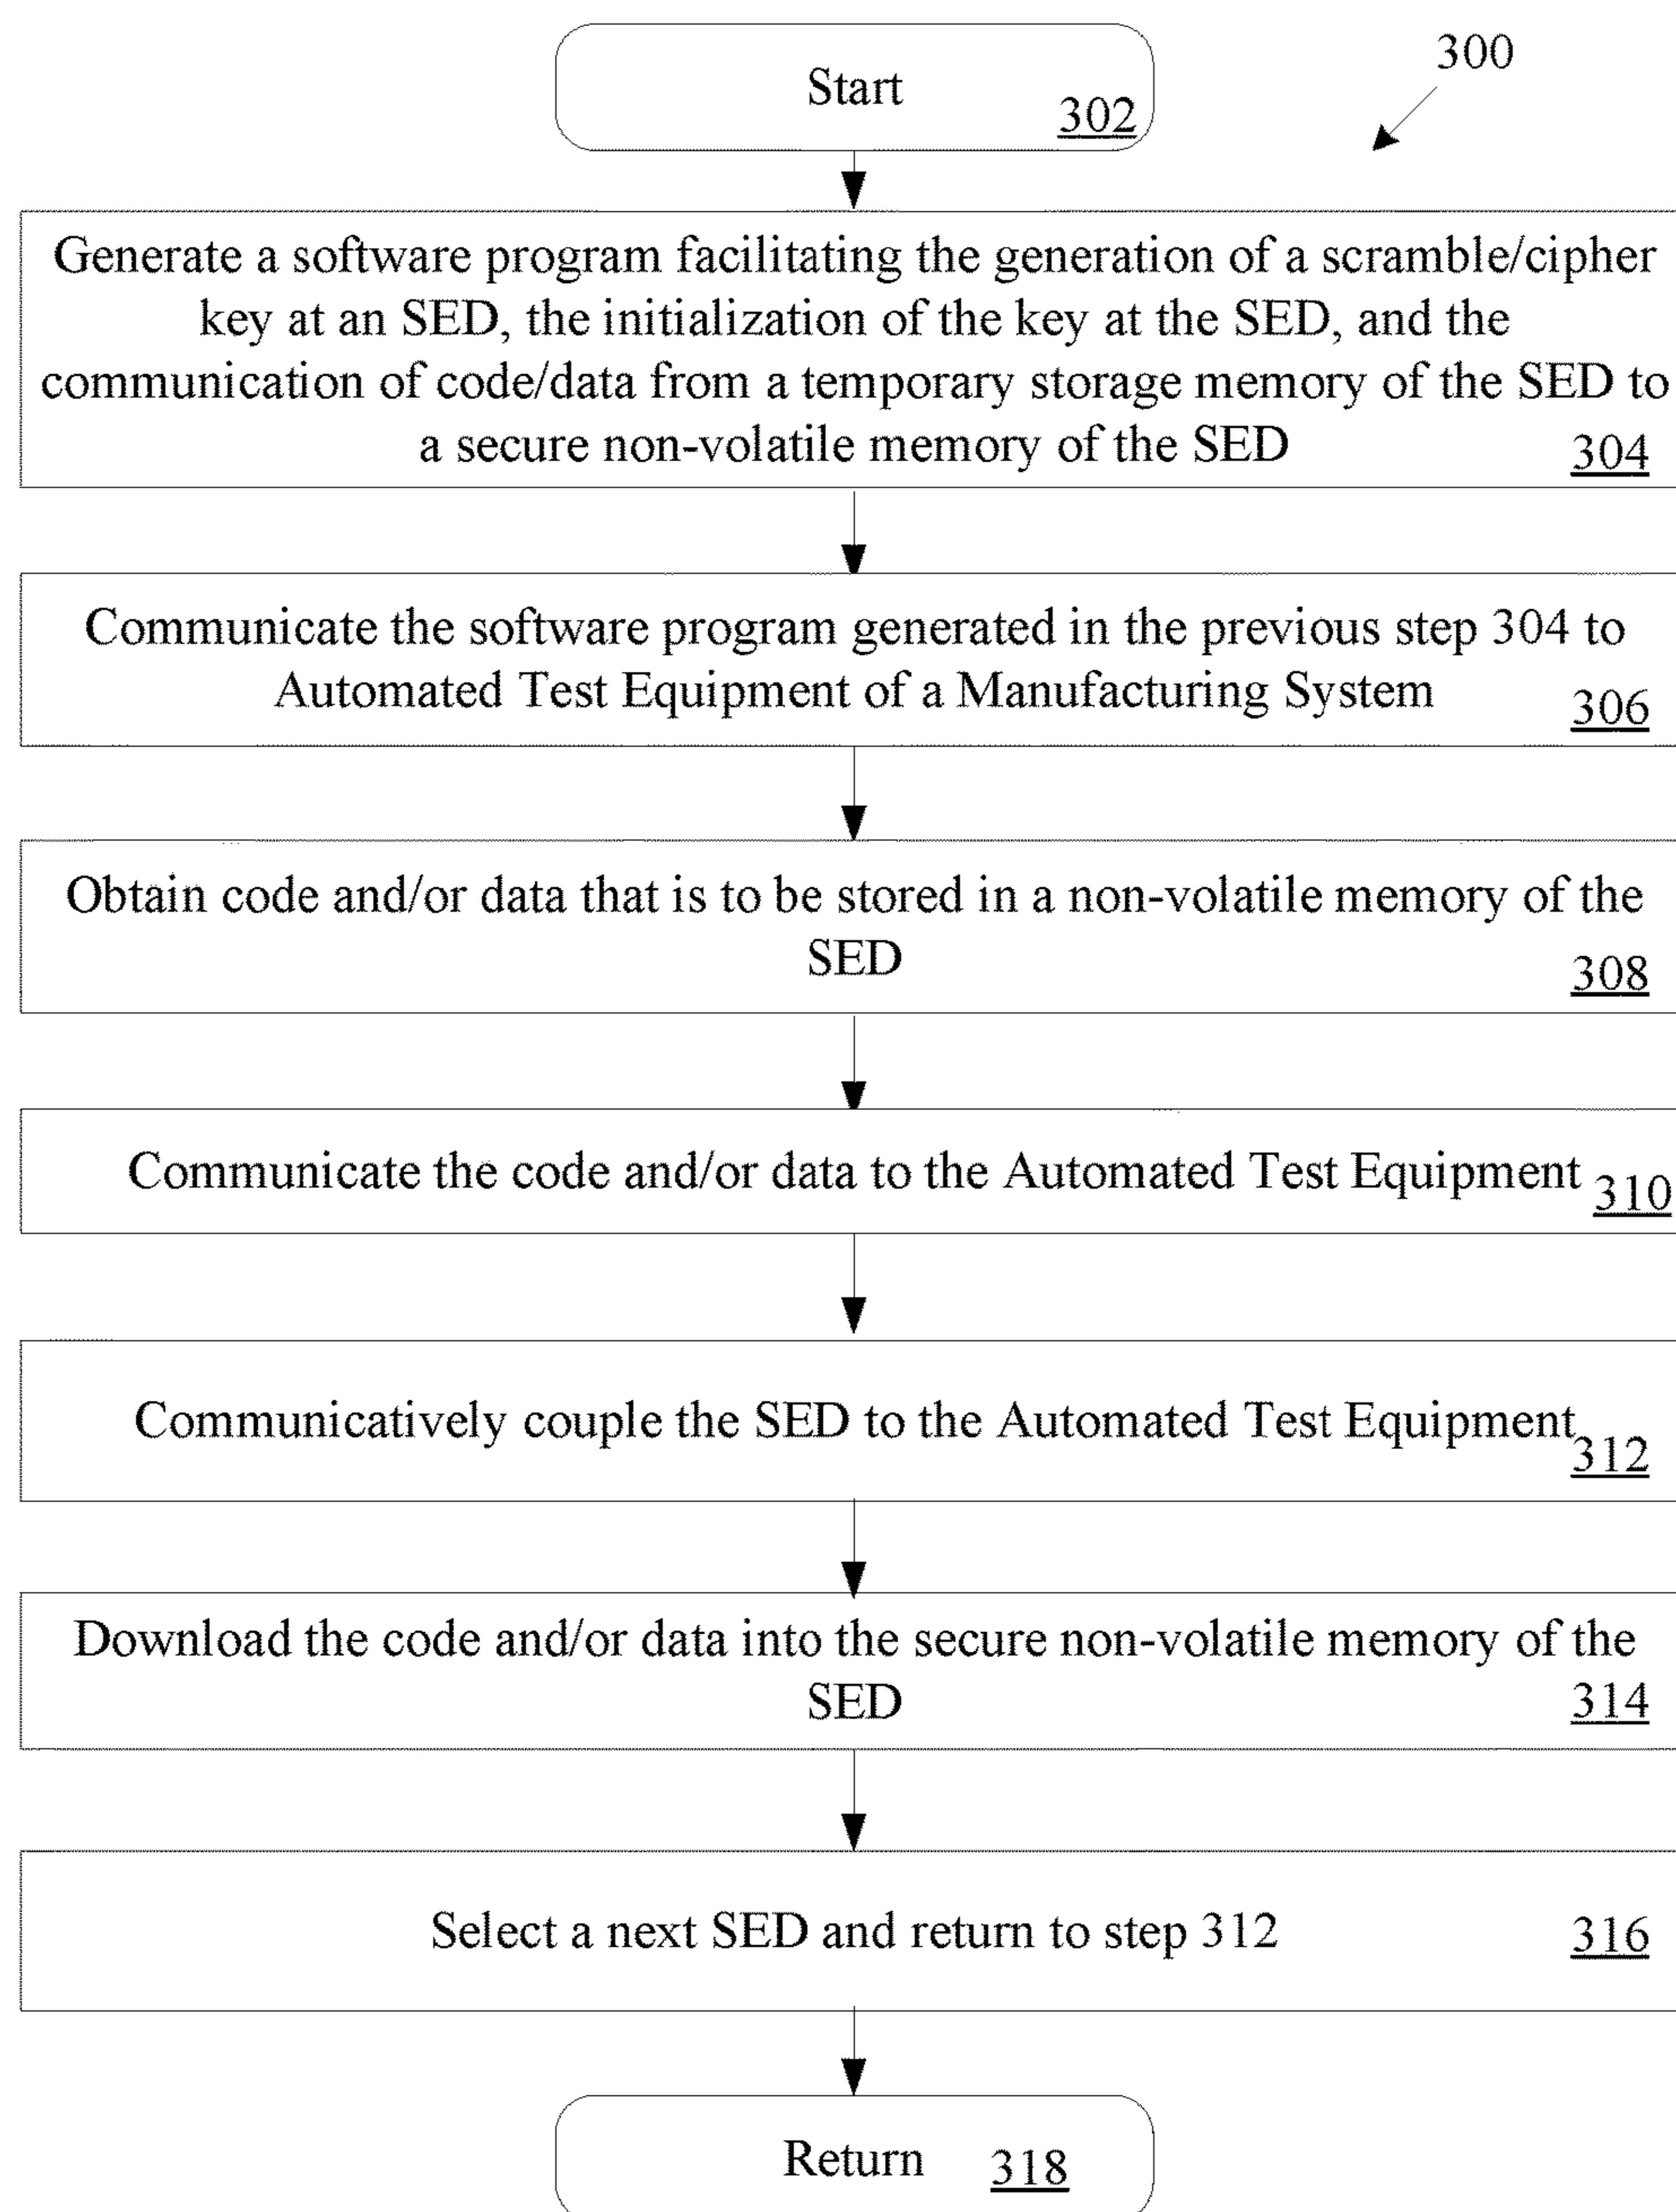 300
Start
302
Generate a software program facilitating the generation of a scramble/cipher
key at an SED, the initialization of the key at the SED, and the
communication of code/data from a temporary storage memory of the SED to
a secure non-volatile memory of the SED
304
Communicate the software program generated in the previous step 304 to
Automated Test Equipment of a Manufacturing System
306
Obtain code and/or data that is to be stored in a non-volatile memory of the
SED
308
Communicate the code and/or data to the Automated Test Equipment
310
Communicatively couple the SED to the Automated Test Equipment
312
Download the code and/or data into the secure non-volatile memory of the
SED
314
Select a next SED and return to step 312
316
Return
318